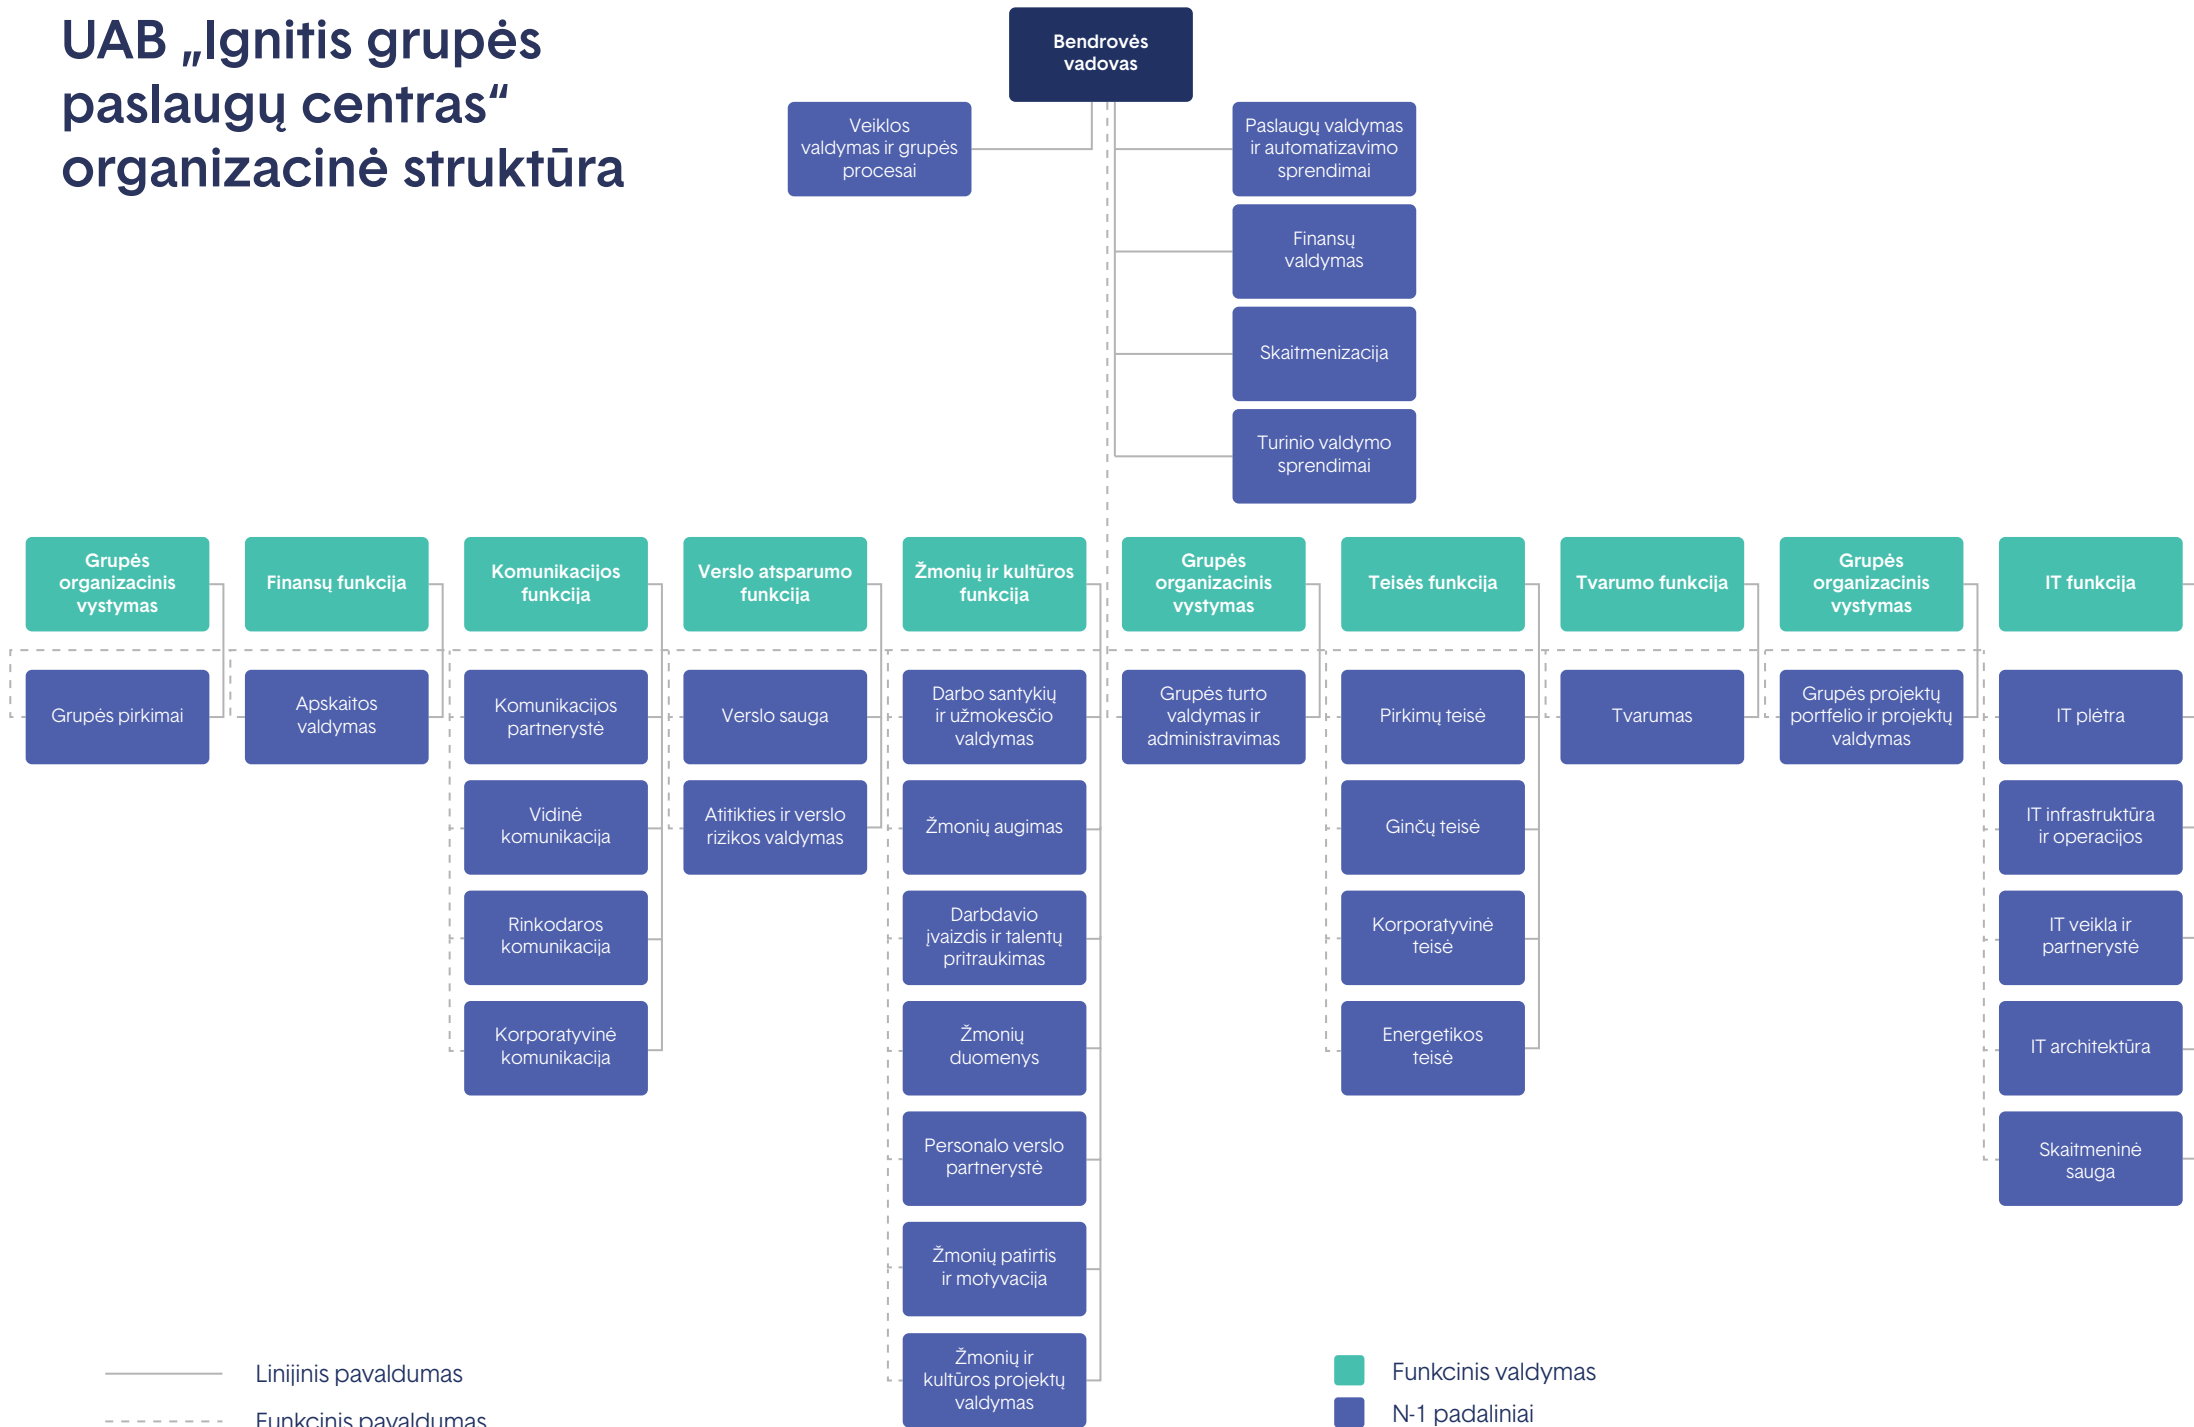 UAB „Ignitis grupės
paslaugų centras“
organizacinė struktūra
Bendrovės
vadovas
Veiklos
valdymas ir grupės
procesai
Paslaugų valdymas
ir automatizavimo
sprendimai
Finansų
valdymas
Skaitmenizacija
Turinio valdymo
sprendimai
Grupės
organizacinis
vystymas
Grupės pirkimai
Finansų funkcija
Apskaitos
valdymas
Komunikacijos
funkcija
Komunikacijos
partnerystė
Vidinė
komunikacija
Rinkodaros
komunikacija
Korporatyvinė
komunikacija
Verslo atsparumo
funkcija
Verslo sauga
Atitikties ir verslo
rizikos valdymas
Žmonių ir kultūros
funkcija
Darbo santykių
ir užmokesčio
valdymas
Žmonių augimas
Darbdavio
įvaizdis ir talentų
pritraukimas
Žmonių
duomenys
Personalo verslo
partnerystė
Žmonių patirtis
ir motyvacija
Žmonių ir
kultūros projektų
valdymas
Grupės
organizacinis
vystymas
Grupės turto
valdymas ir
administravimas
Teisės funkcija
Pirkimų teisė
Ginčų teisė
Korporatyvinė
teisė
Energetikos
teisė
Tvarumo funkcija
Tvarumas
Grupės
organizacinis
vystymas
Grupės projektų
portfelio ir projektų
valdymas
IT funkcija
IT plėtra
IT infrastruktūra
ir operacijos
IT veikla ir
partnerystė
IT architektūra
Skaitmeninė
sauga
Linijinis pavaldumas
Funkcinis pavaldumas
Funkcinis valdymas
N-1 padaliniai